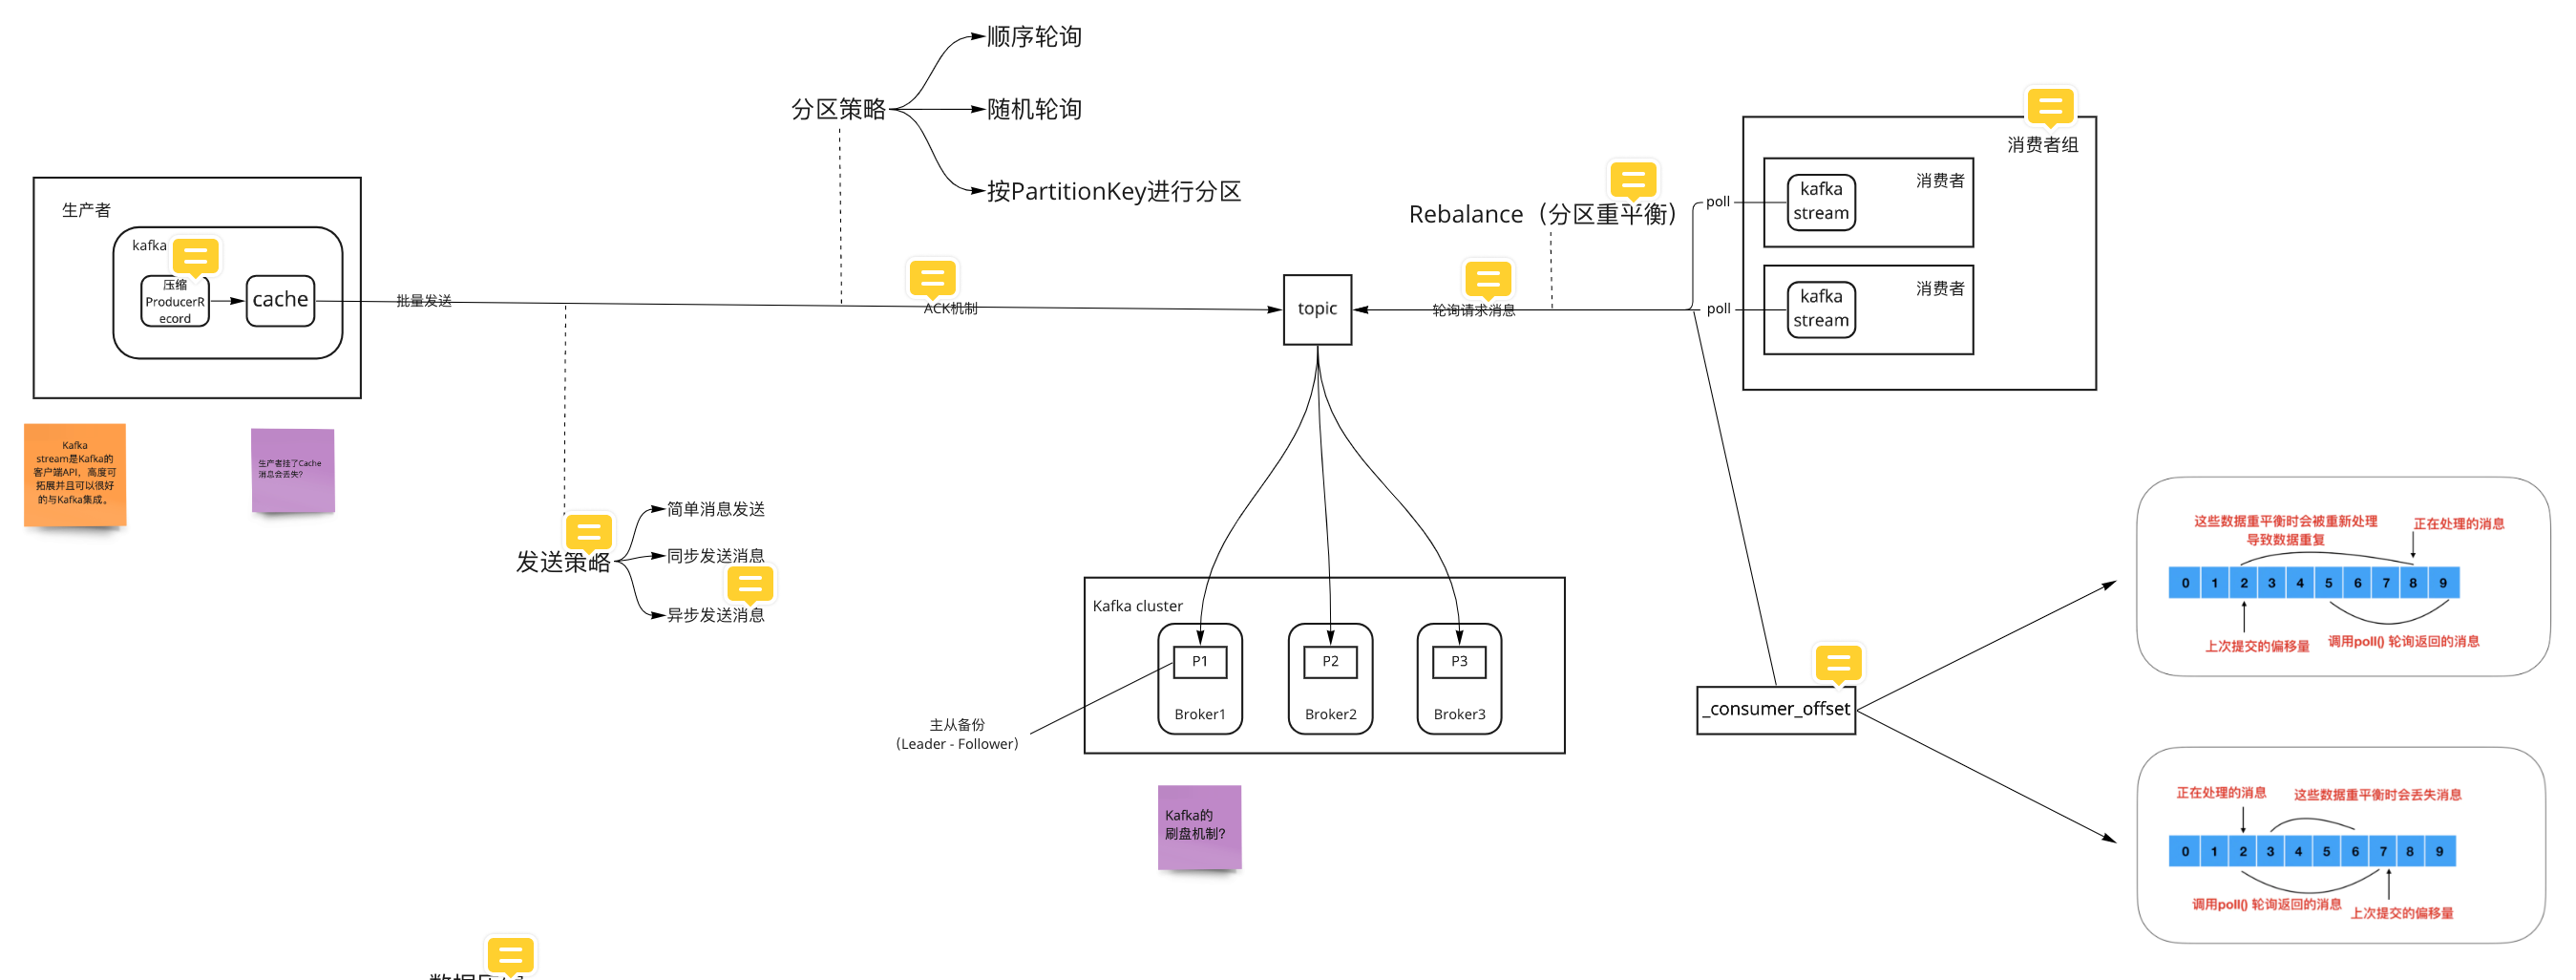 顺序轮询
分区策略
随机轮询
按PartitionKey进行分区
消费者组
生产者
kafka
压缩
ProducerR
ecord
cache
批量发送
ACK机制
topic
Rebalance（分区重平衡）
轮询请求消息
poll
kafka
stream
消费者
poll
kafka
stream
消费者
Kafka
stream是Kafka的
客户端API，高度可
拓展并且可以很好
的与Kafka集成。
生产者挂了Cache
消息会丢失?
发送策略
简单消息发送
同步发送消息
异步发送消息
Kafka cluster
P1
Broker1
P2
Broker2
P3
Broker3
主从备份
（Leader - Follower）
Kafka的
刷盘机制?
_consumer_offset
这些数据重平衡时会被重新处理
导致数据重复
正在处理的消息
0 1 2 3 4 5 6 7 8 9
上次提交的偏移量
调用poll() 轮询返回的消息
正在处理的消息
这些数据重平衡时会丢失消息
0 1 2 3 4 5 6 7 8 9
调用poll() 轮询返回的消息
上次提交的偏移量